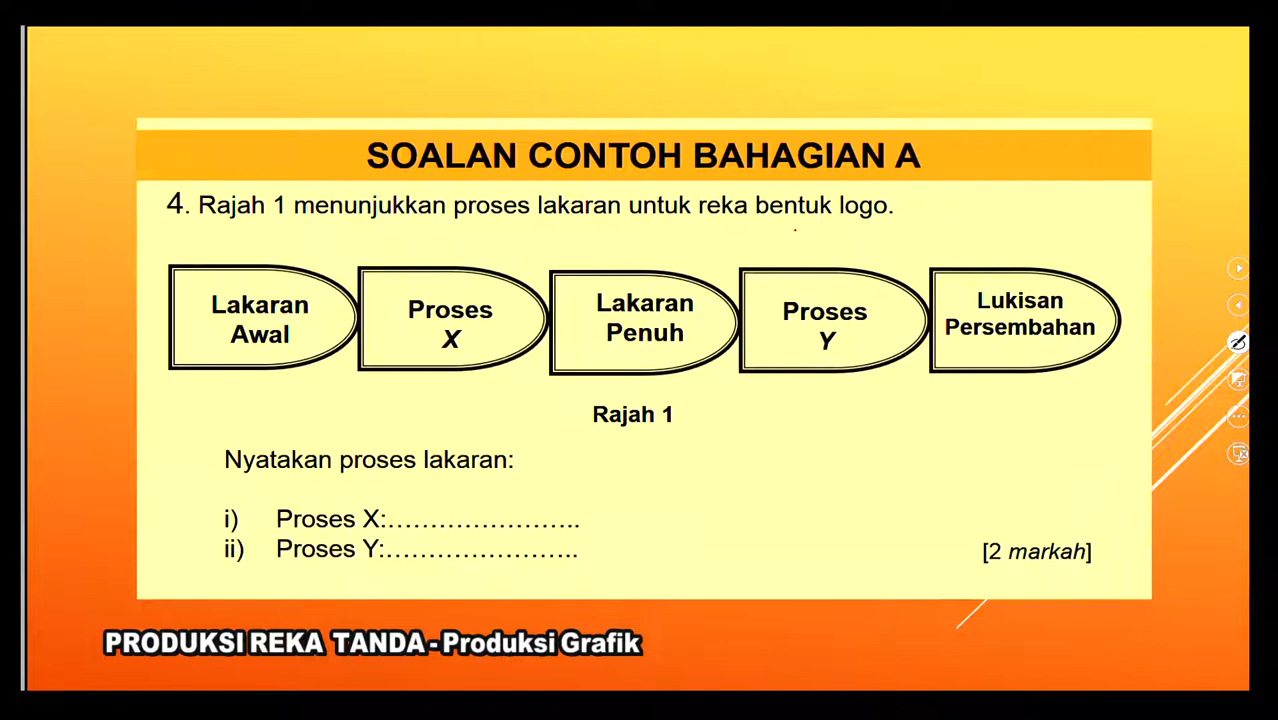 SOALAN CONTOH BAHAGIAN A
4. Rajah 1 menunjukkan proses lakaran untuk reka bentuk logo.
Lakaran
Awal
Proses
X
Lakaran
Penuh
Proses
Y
Lukisan
Persembahan
Rajah 1
Nyatakan proses lakaran:
i) Proses X:…………………..
ii) Proses Y:…………………..
[2 markah]
PRODUKSI REKA TANDA - Produksi Grafik